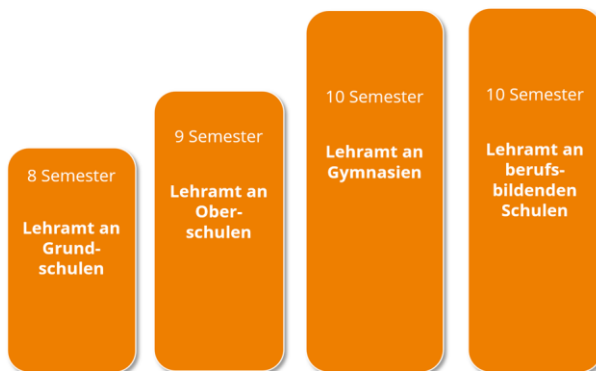 8 Semester
Lehramt an
Grund-
schulen
9 Semester
Lehramt an
Ober-
schulen
10 Semester
Lehramt an
Gymnasien
10 Semester
Lehramt an
berufs-
bildenden
Schulen